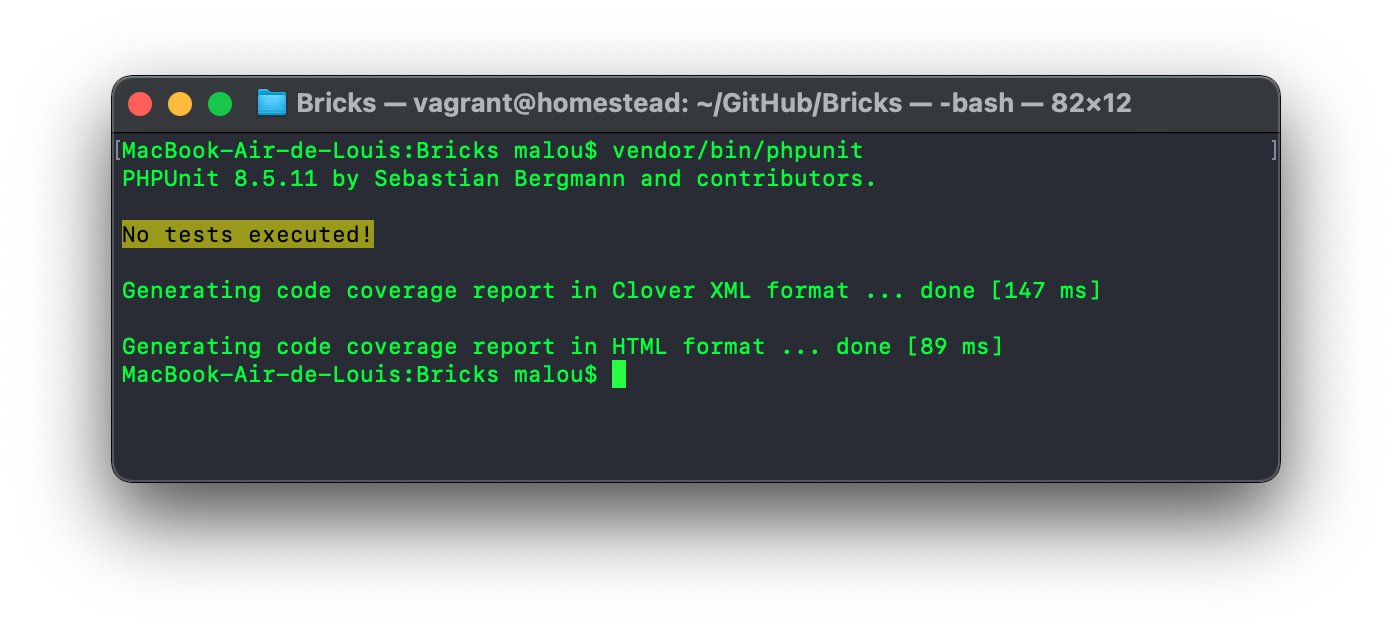 Bricks — vagrant@homestead: ~/GitHub/Bricks — -bash — 82×12
[MacBook-Air-de-Louis:Bricks malou$ vendor/bin/phpunit ]
PHPUnit 8.5.11 by Sebastian Bergmann and contributors.
No tests executed!
Generating code coverage report in Clover XML format ... done [147 ms]
Generating code coverage report in HTML format ... done [89 ms]
MacBook-Air-de-Louis:Bricks malou$